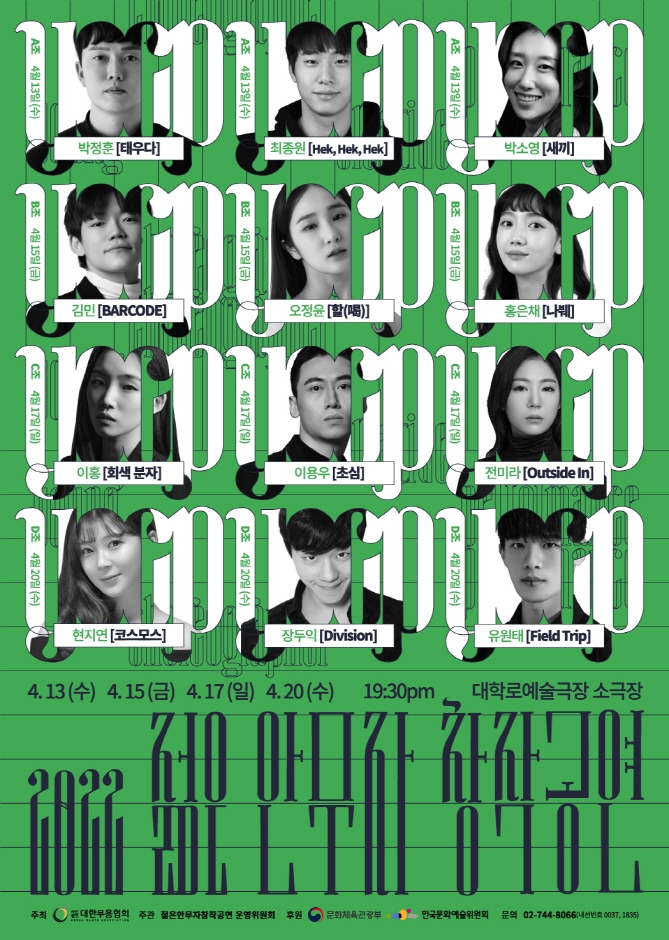 A조 4월 13일 (수)
박정훈 [태우다]
A조 4월 13일 (수)
최종원 [Hek, Hek, Hek]
A조 4월 13일 (수)
박소영 [새끼]
B조 4월 15일 (금)
김민 [BARCODE]
B조 4월 15일 (금)
오정윤 [할(喝)]
B조 4월 15일 (금)
홍은채 [나붸]
C조 4월 17일 (일)
이홍 [회색 분자]
C조 4월 17일 (일)
이용우 [초심]
C조 4월 17일 (일)
전미라 [Outside In]
D조 4월 20일 (수)
현지연 [코스모스]
D조 4월 20일 (수)
장두익 [Division]
D조 4월 20일 (수)
유원태 [Field Trip]
4. 13 (수) 4. 15 (금) 4. 17 (일) 4. 20 (수) 19:30pm 대학로예술극장 소극장
2022 젊은 안무자 창작공연
주최 대한무용협회 주관 젊은안무자창작공연 운영위원회 후원 문화체육관광부 한국문화예술위원회 문의 02-744-8066(내선번호 0037, 1835)